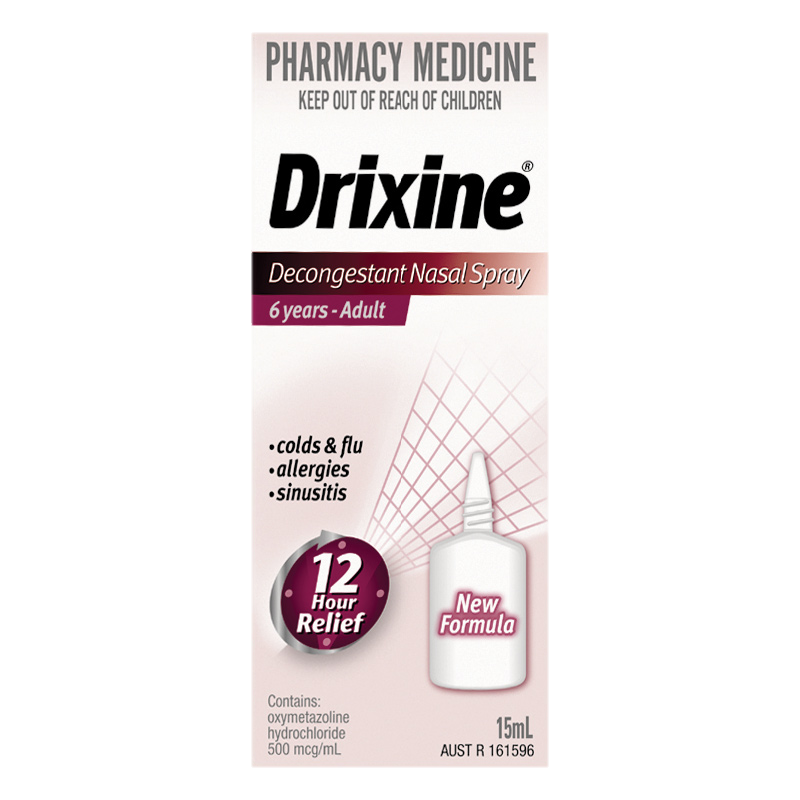 PHARMACY MEDICINE
KEEP OUT OF REACH OF CHILDREN
Drixine®
Decongestant Nasal Spray
6 years - Adult
•colds & flu
•allergies
•sinusitis
12
Hour
Relief
New
Formula
Contains:
oxymetazoline
hydrochloride
500 mcg/mL
15mL
AUST R 161596